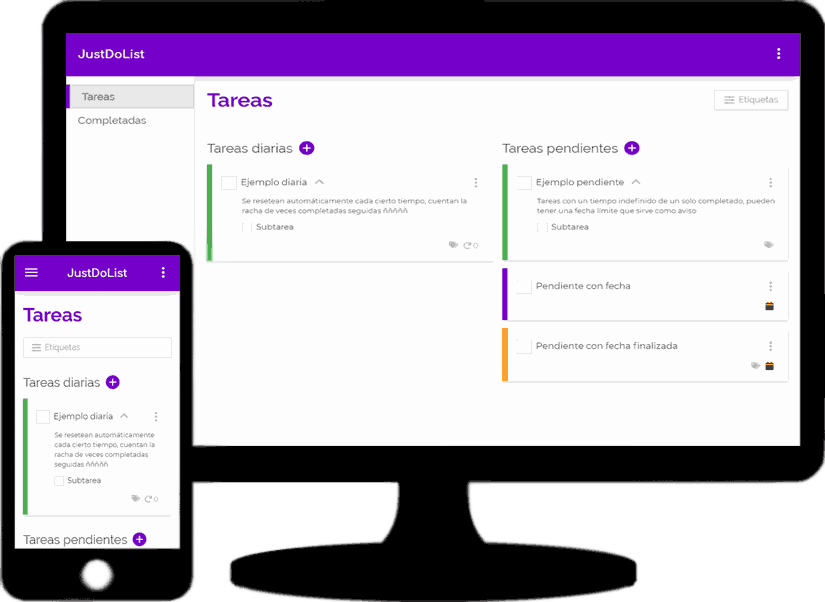 JustDoList
Tareas
Completadas
Tareas
Etiquetas
Tareas diarias
Ejemplo diaria
Se resetean automáticamente cada cierto tiempo, cuentan la
racha de veces completadas seguidas ñññññ
Subtarea
0
Tareas pendientes
Ejemplo pendiente
Tareas con un tiempo indefinido de un solo completado, pueden
tener una fecha límite que sirve como aviso
Subtarea
Pendiente con fecha
Pendiente con fecha finalizada
JustDoList
Tareas
Etiquetas
Tareas diarias
Ejemplo diaria
Se resetean automáticamente
cada cierto tiempo, cuentan la
racha de veces completadas
seguidas ñññññ
Subtarea
0
Tareas pendientes